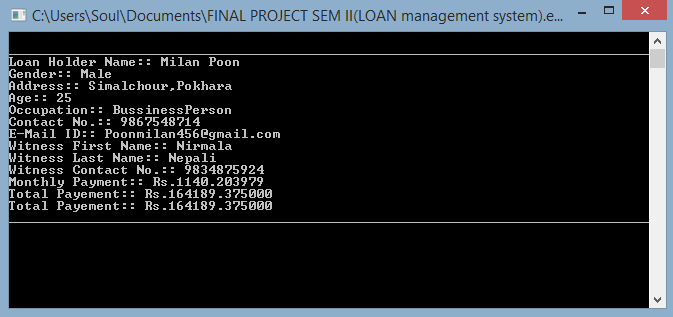 C:\Users\Soul\Documents\FINAL PROJECT SEM II(LOAN management system).e...
Loan Holder Name:: Milan Poon
Gender:: Male
Address:: Simalchour,Pokhara
Age:: 25
Occupation:: BussinessPerson
Contact No.:: 9867548714
E-Mail ID:: Poonmilan456@gmail.com
Witness First Name:: Nirmala
Witness Last Name:: Nepali
Witness Contact No.:: 9834875924
Monthly Payment:: Rs.1140.203979
Total Payement:: Rs.164189.375000
Total Payement:: Rs.164189.375000